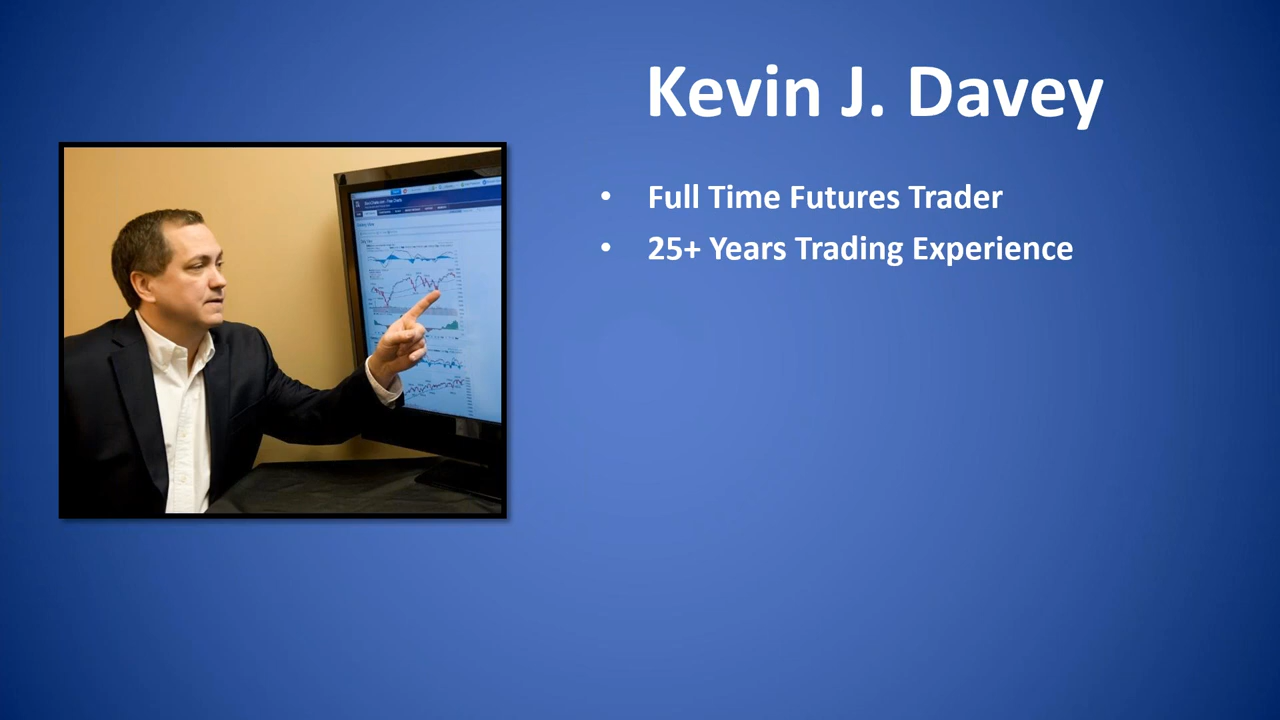 Kevin J. Davey
• Full Time Futures Trader
• 25+ Years Trading Experience